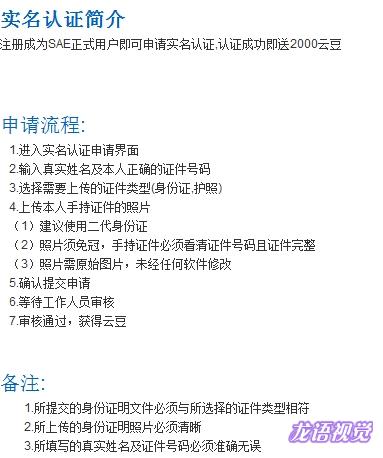 实名认证简介
注册成为SAE正式用户即可申请实名认证,认证成功即送2000云豆
申请流程:
1.进入实名认证申请界面
2.输入真实姓名及本人正确的证件号码
3.选择需要上传的证件类型(身份证,护照)
4.上传本人手持证件的照片
（1）建议使用二代身份证
（2）照片须免冠，手持证件必须看清证件号码且证件完整
（3）照片需原始图片，未经任何软件修改
5.确认提交申请
6.等待工作人员审核
7.审核通过，获得云豆
备注:
1.所提交的身份证明文件必须与所选择的证件类型相符
2.所上传的身份证明照片必须清晰
3.所填写的真实姓名及证件号码必须准确无误
龙语视觉